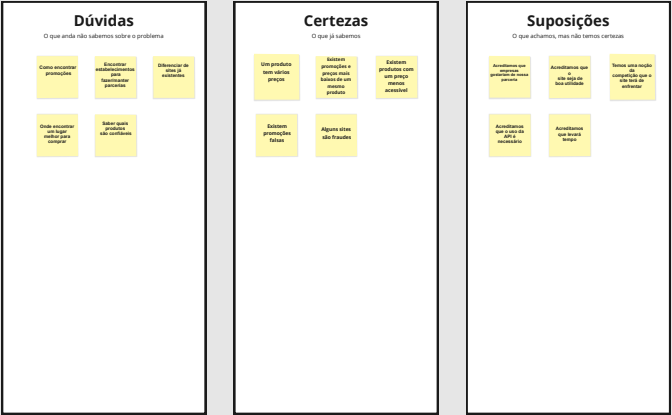 Dúvidas
O que anda não sabemos sobre o problema
Como encontrar
promoções
Encontrar
estabelecimentos
para
fazer/manter
parcerias
Diferenciar de
sites já
existentes
Onde encontrar
um lugar
melhor para
comprar
Saber quais
produtos
são confiáveis
Certezas
O que já sabemos
Um produto
tem vários
preços
Existem
promoções e
preças mais
baixas de um
mesmo
produto
Existem
produtos com
um preço
menos
acessível
Existem
promoções
falsas
Alguns sites
são fraudes
Suposições
O que achamos, mas não temos certezas
Acreditamos que
empresas
gostariam de nossa
parceria
Acreditamos que
o
site seja de
boa utilidade
Temos uma noção
da
competição que o
site terá de
enfrentar
Acreditamos
que o uso da
API é
necessário
Acreditamos
que levará
tempo